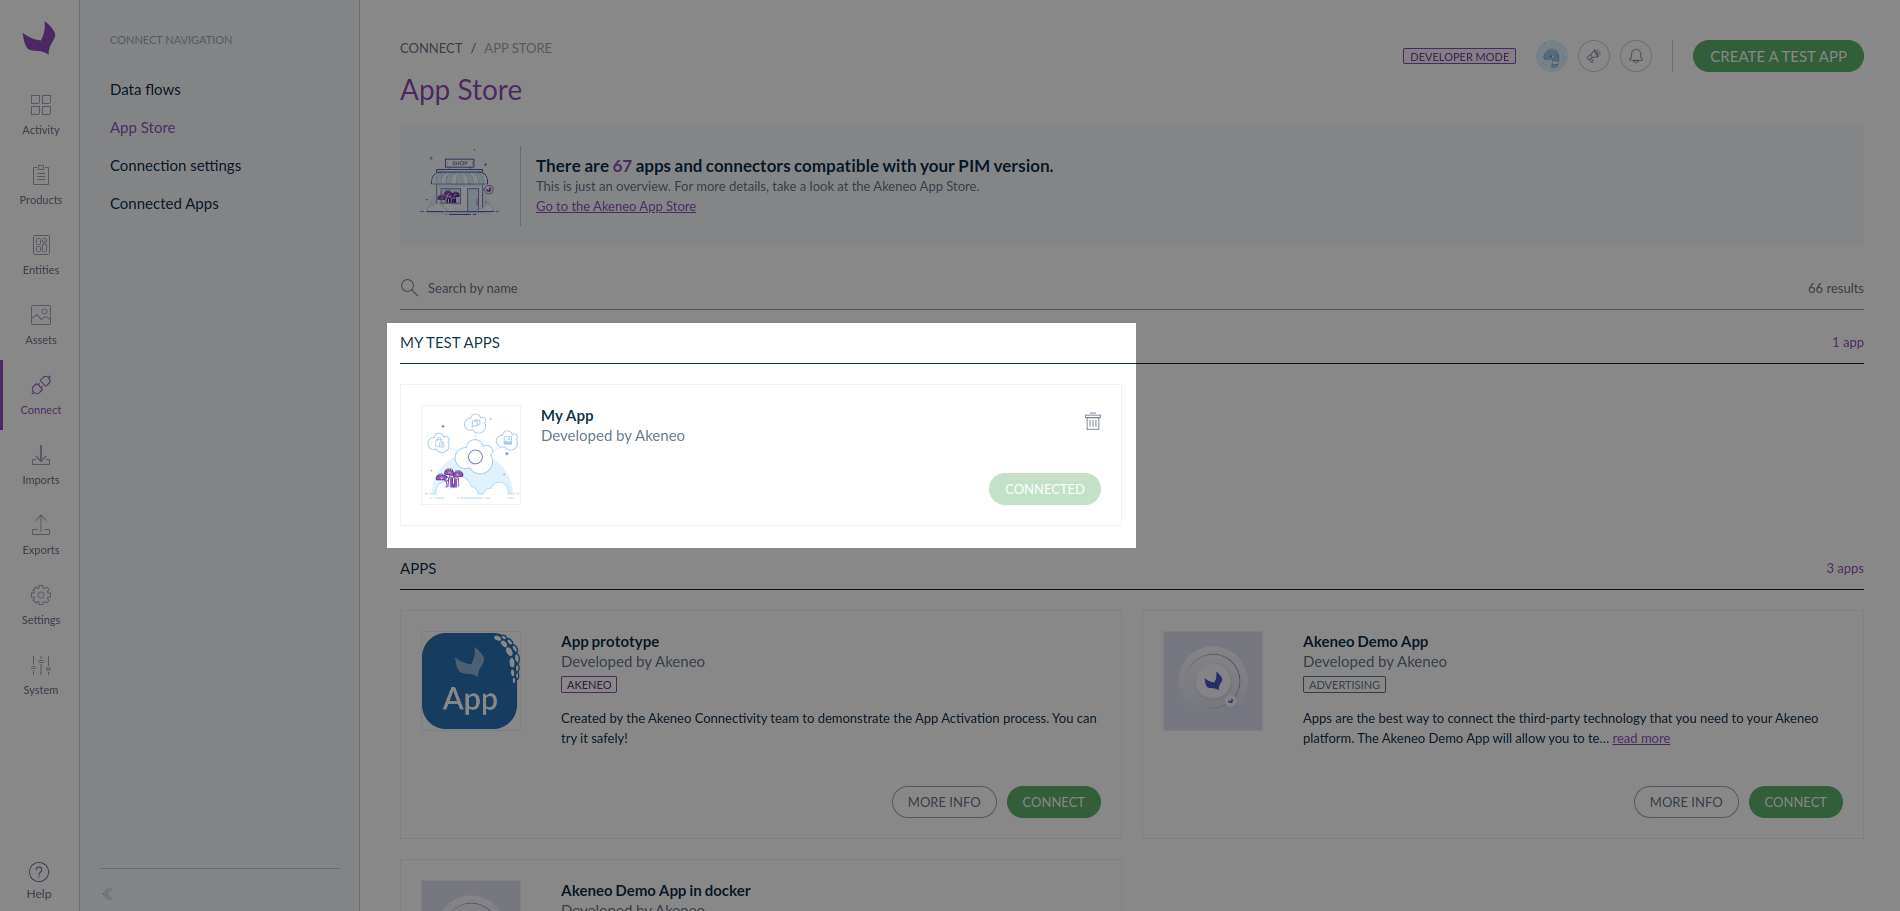 CONNECT NAVIGATION
Data flows
App Store
Connection settings
Connected Apps
Activity
Products
Entities
Assets
Connect
Imports
Exports
Settings
System
Help
CONNECT / APP STORE
DEVELOPER MODE
CREATE A TEST APP
App Store
SHOP
There are 67 apps and connectors compatible with your PIM version.
This is just an overview. For more details, take a look at the Akeneo App Store.
Go to the Akeneo App Store
Search by name
66 results
MY TEST APPS
1 app
My App
Developed by Akeneo
CONNECTED
APPS
3 apps
App
App prototype
Developed by Akeneo
AKENEO
Created by the Akeneo Connectivity team to demonstrate the App Activation process. You can
try it safely!
MORE INFO
CONNECT
Akeneo Demo App
Developed by Akeneo
ADVERTISING
Apps are the best way to connect the third-party technology that you need to your Akeneo
platform. The Akeneo Demo App will allow you to te... read more
MORE INFO
CONNECT
Akeneo Demo App in docker
Developed by Akeneo